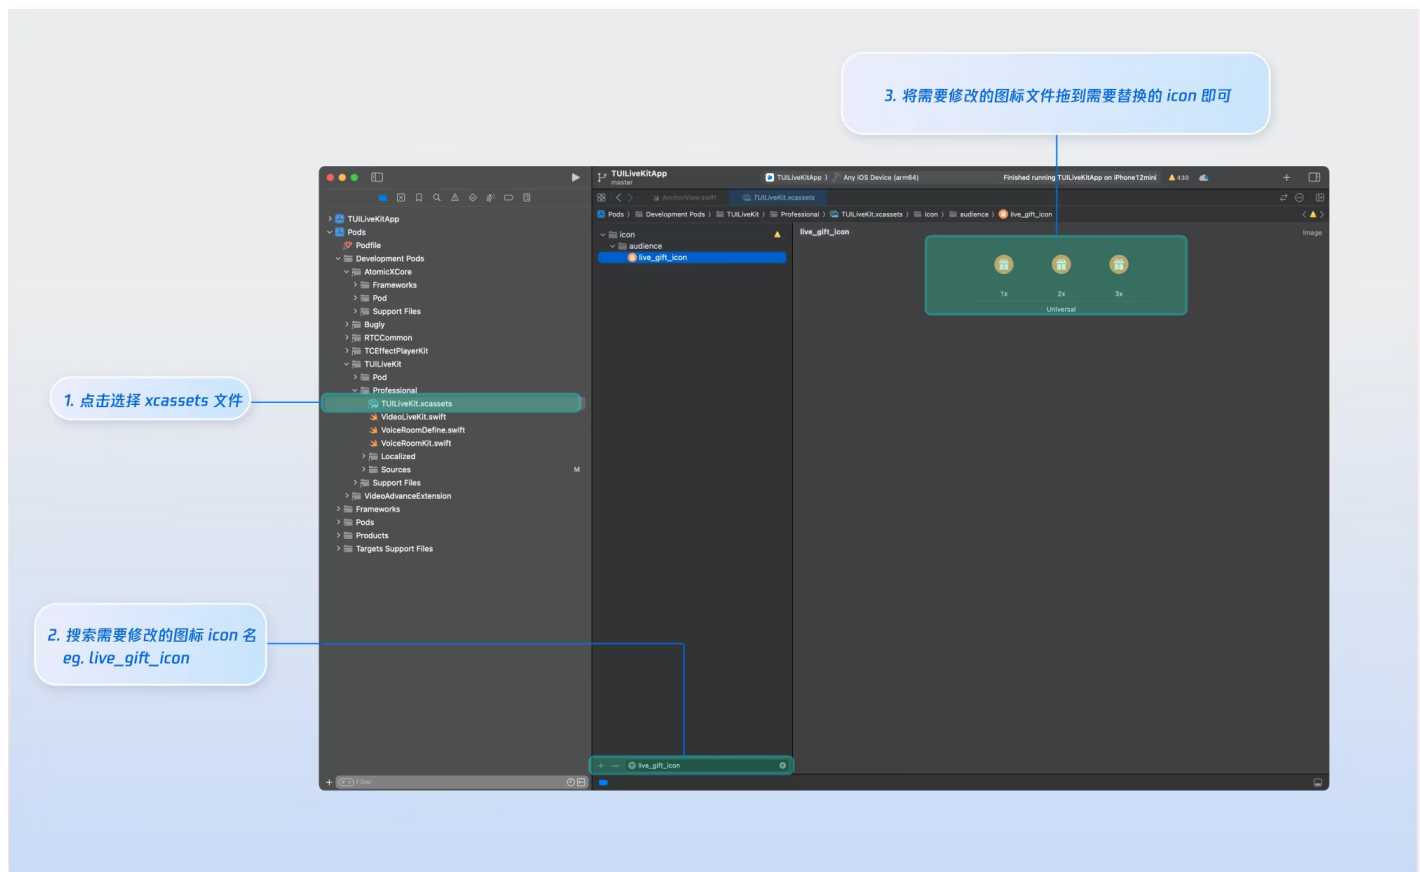 3. 将需要修改的图标文件拖到需要替换的 icon 即可
TUILiveKitApp
master
TUILiveKitApp
Any iOS Device (arm64)
Finished running TUILiveKitApp on iPhone12mini
430
AnchorView.swift
TUILiveKit.xcassets
Pods
Development Pods
TUILiveKit
Professional
TUILiveKit.xcassets
icon
audience
live_gift_icon
TUILiveKitApp
Pods
Podfile
Development Pods
AtomicXCore
Frameworks
Pod
Support Files
Bugly
RTCCommon
TCEffectPlayerKit
TUILiveKit
Pod
Professional
TUILiveKit.xcassets
VideoLiveKit.swift
VoiceRoomDefine.swift
VoiceRoomKit.swift
Localized
Sources
M
Support Files
VideoAdvanceExtension
Frameworks
Pods
Products
Targets Support Files
Filter
icon
audience
live_gift_icon
live_gift_icon
live_gift_icon
Image
1x
2x
3x
Universal
1. 点击选择 xcassets 文件
2. 搜索需要修改的图标 icon 名
eg. live_gift_icon